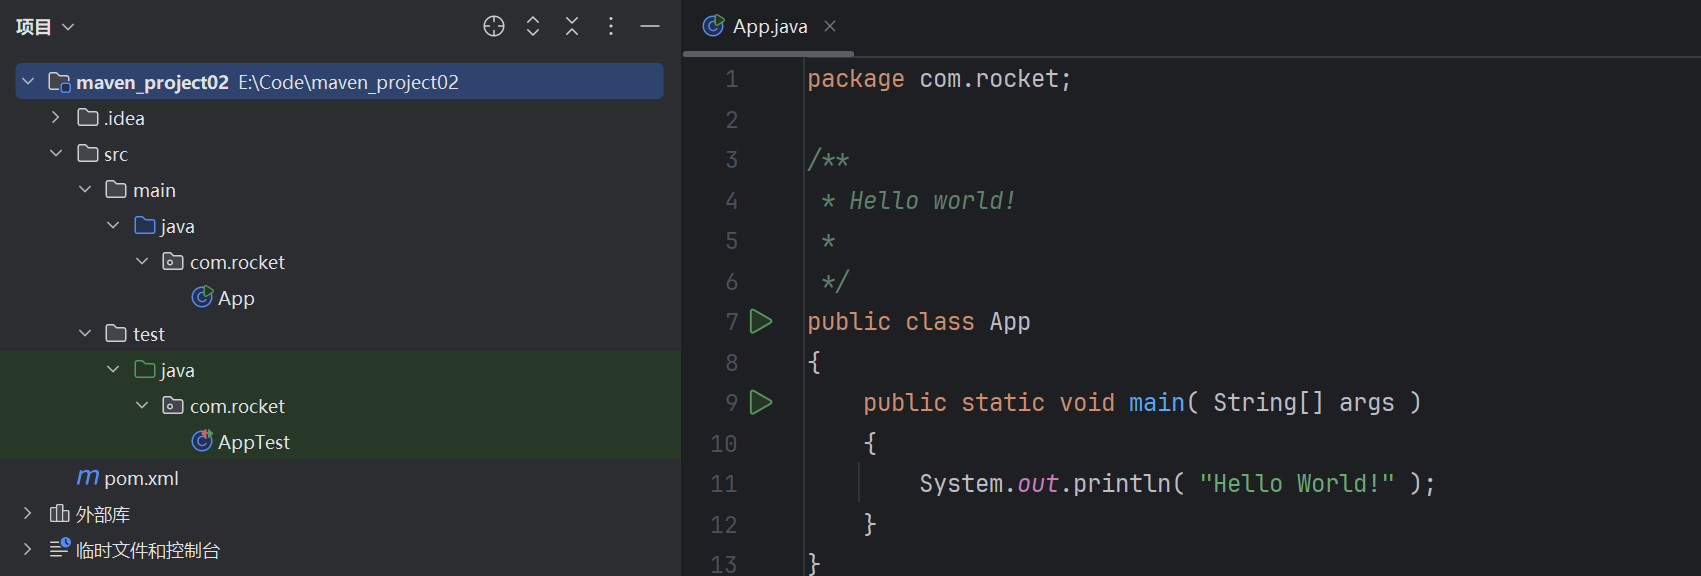 项目
maven_project02 E:\Code\maven_project02
.idea
src
main
java
com.rocket
App
test
java
com.rocket
AppTest
pom.xml
外部库
临时文件和控制台
App.java
1 package com.rocket;
2
3 /**
4 * Hello world!
5 *
6 */
7 public class App
8 {
9 public static void main( String[] args )
10 {
11 System.out.println( "Hello World!" );
12 }
13 }